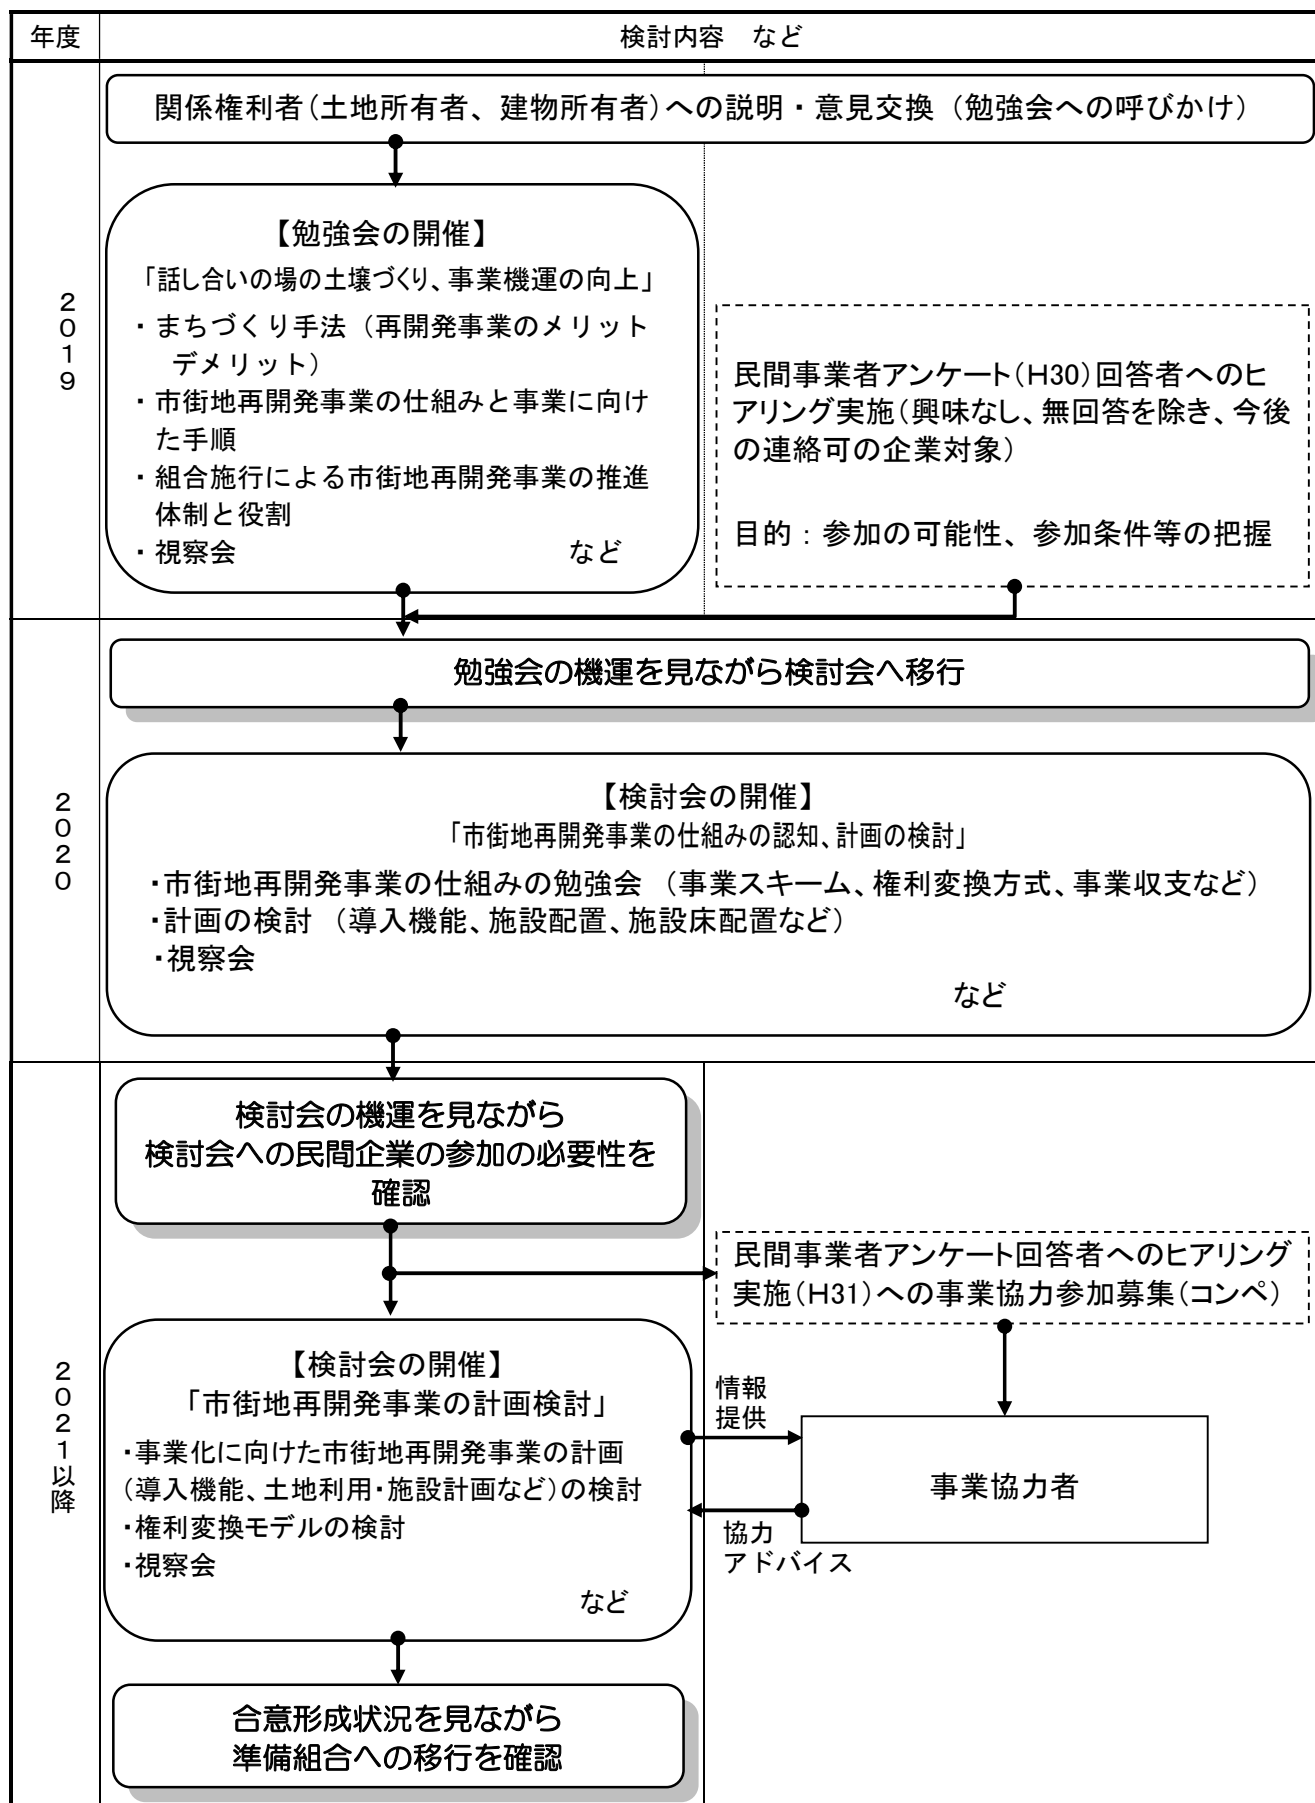 年度
検討内容　など
関係権利者（土地所有者、建物所有者）への説明・意見交換（勉強会への呼びかけ）
2019
【勉強会の開催】
「話し合いの場の土壌づくり、事業機運の向上」
・まちづくり手法（再開発事業のメリット
デメリット）
・市街地再開発事業の仕組みと事業に向け
た手順
・組合施行による市街地再開発事業の推進
体制と役割
・視察会　など
民間事業者アンケート（H30）回答者へのヒ
アリング実施（興味なし、無回答を除き、今後
の連絡可の企業対象）
目的：参加の可能性、参加条件等の把握
勉強会の機運を見ながら検討会へ移行
2020
【検討会の開催】
「市街地再開発事業の仕組みの認知、計画の検討」
・市街地再開発事業の仕組みの勉強会（事業スキーム、権利変換方式、事業収支など）
・計画の検討（導入機能、施設配置、施設床配置など）
・視察会
など
検討会の機運を見ながら
検討会への民間企業の参加の必要性を
確認
民間事業者アンケート回答者へのヒアリング
実施（H31）への事業協力参加募集（コンペ）
2021以降
【検討会の開催】
「市街地再開発事業の計画検討」
・事業化に向けた市街地再開発事業の計画
（導入機能、土地利用・施設計画など）の検討
・権利変換モデルの検討
・視察会
など
情報
提供
事業協力者
協力
アドバイス
合意形成状況を見ながら
準備組合への移行を確認